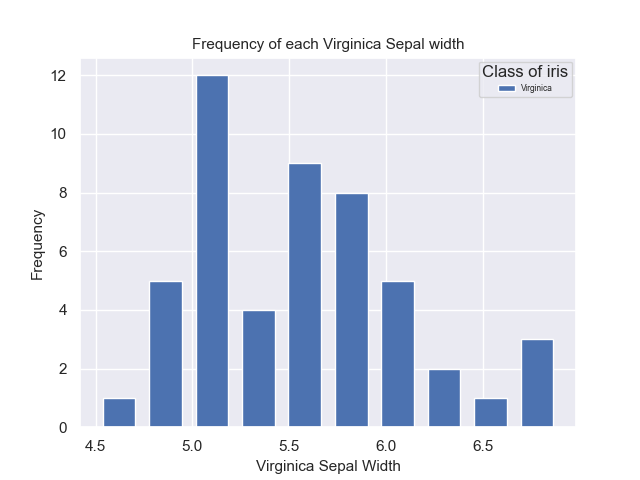 Frequency of each Virginica Sepal width
Class of iris
Virginica
12
10
8
6
4
2
0
Frequency
4.5 5.0 5.5 6.0 6.5
Virginica Sepal Width